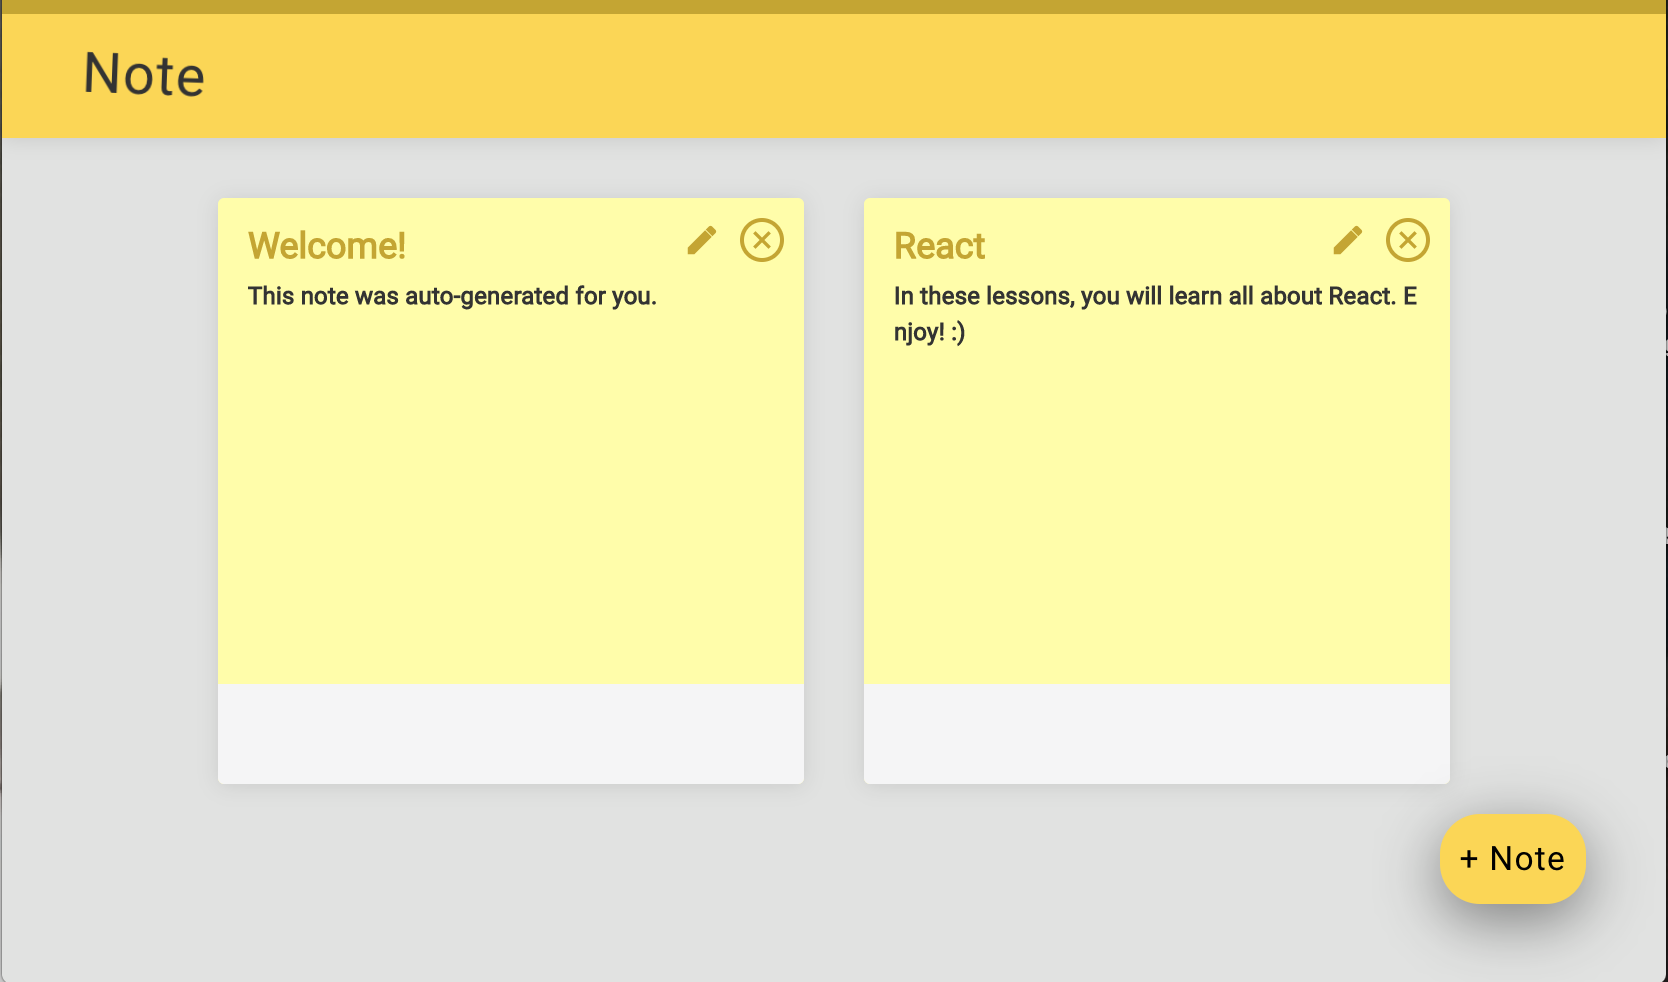 Note
Welcome!
This note was auto-generated for you.
React
In these lessons, you will learn all about React. E
njoy! :)
+ Note